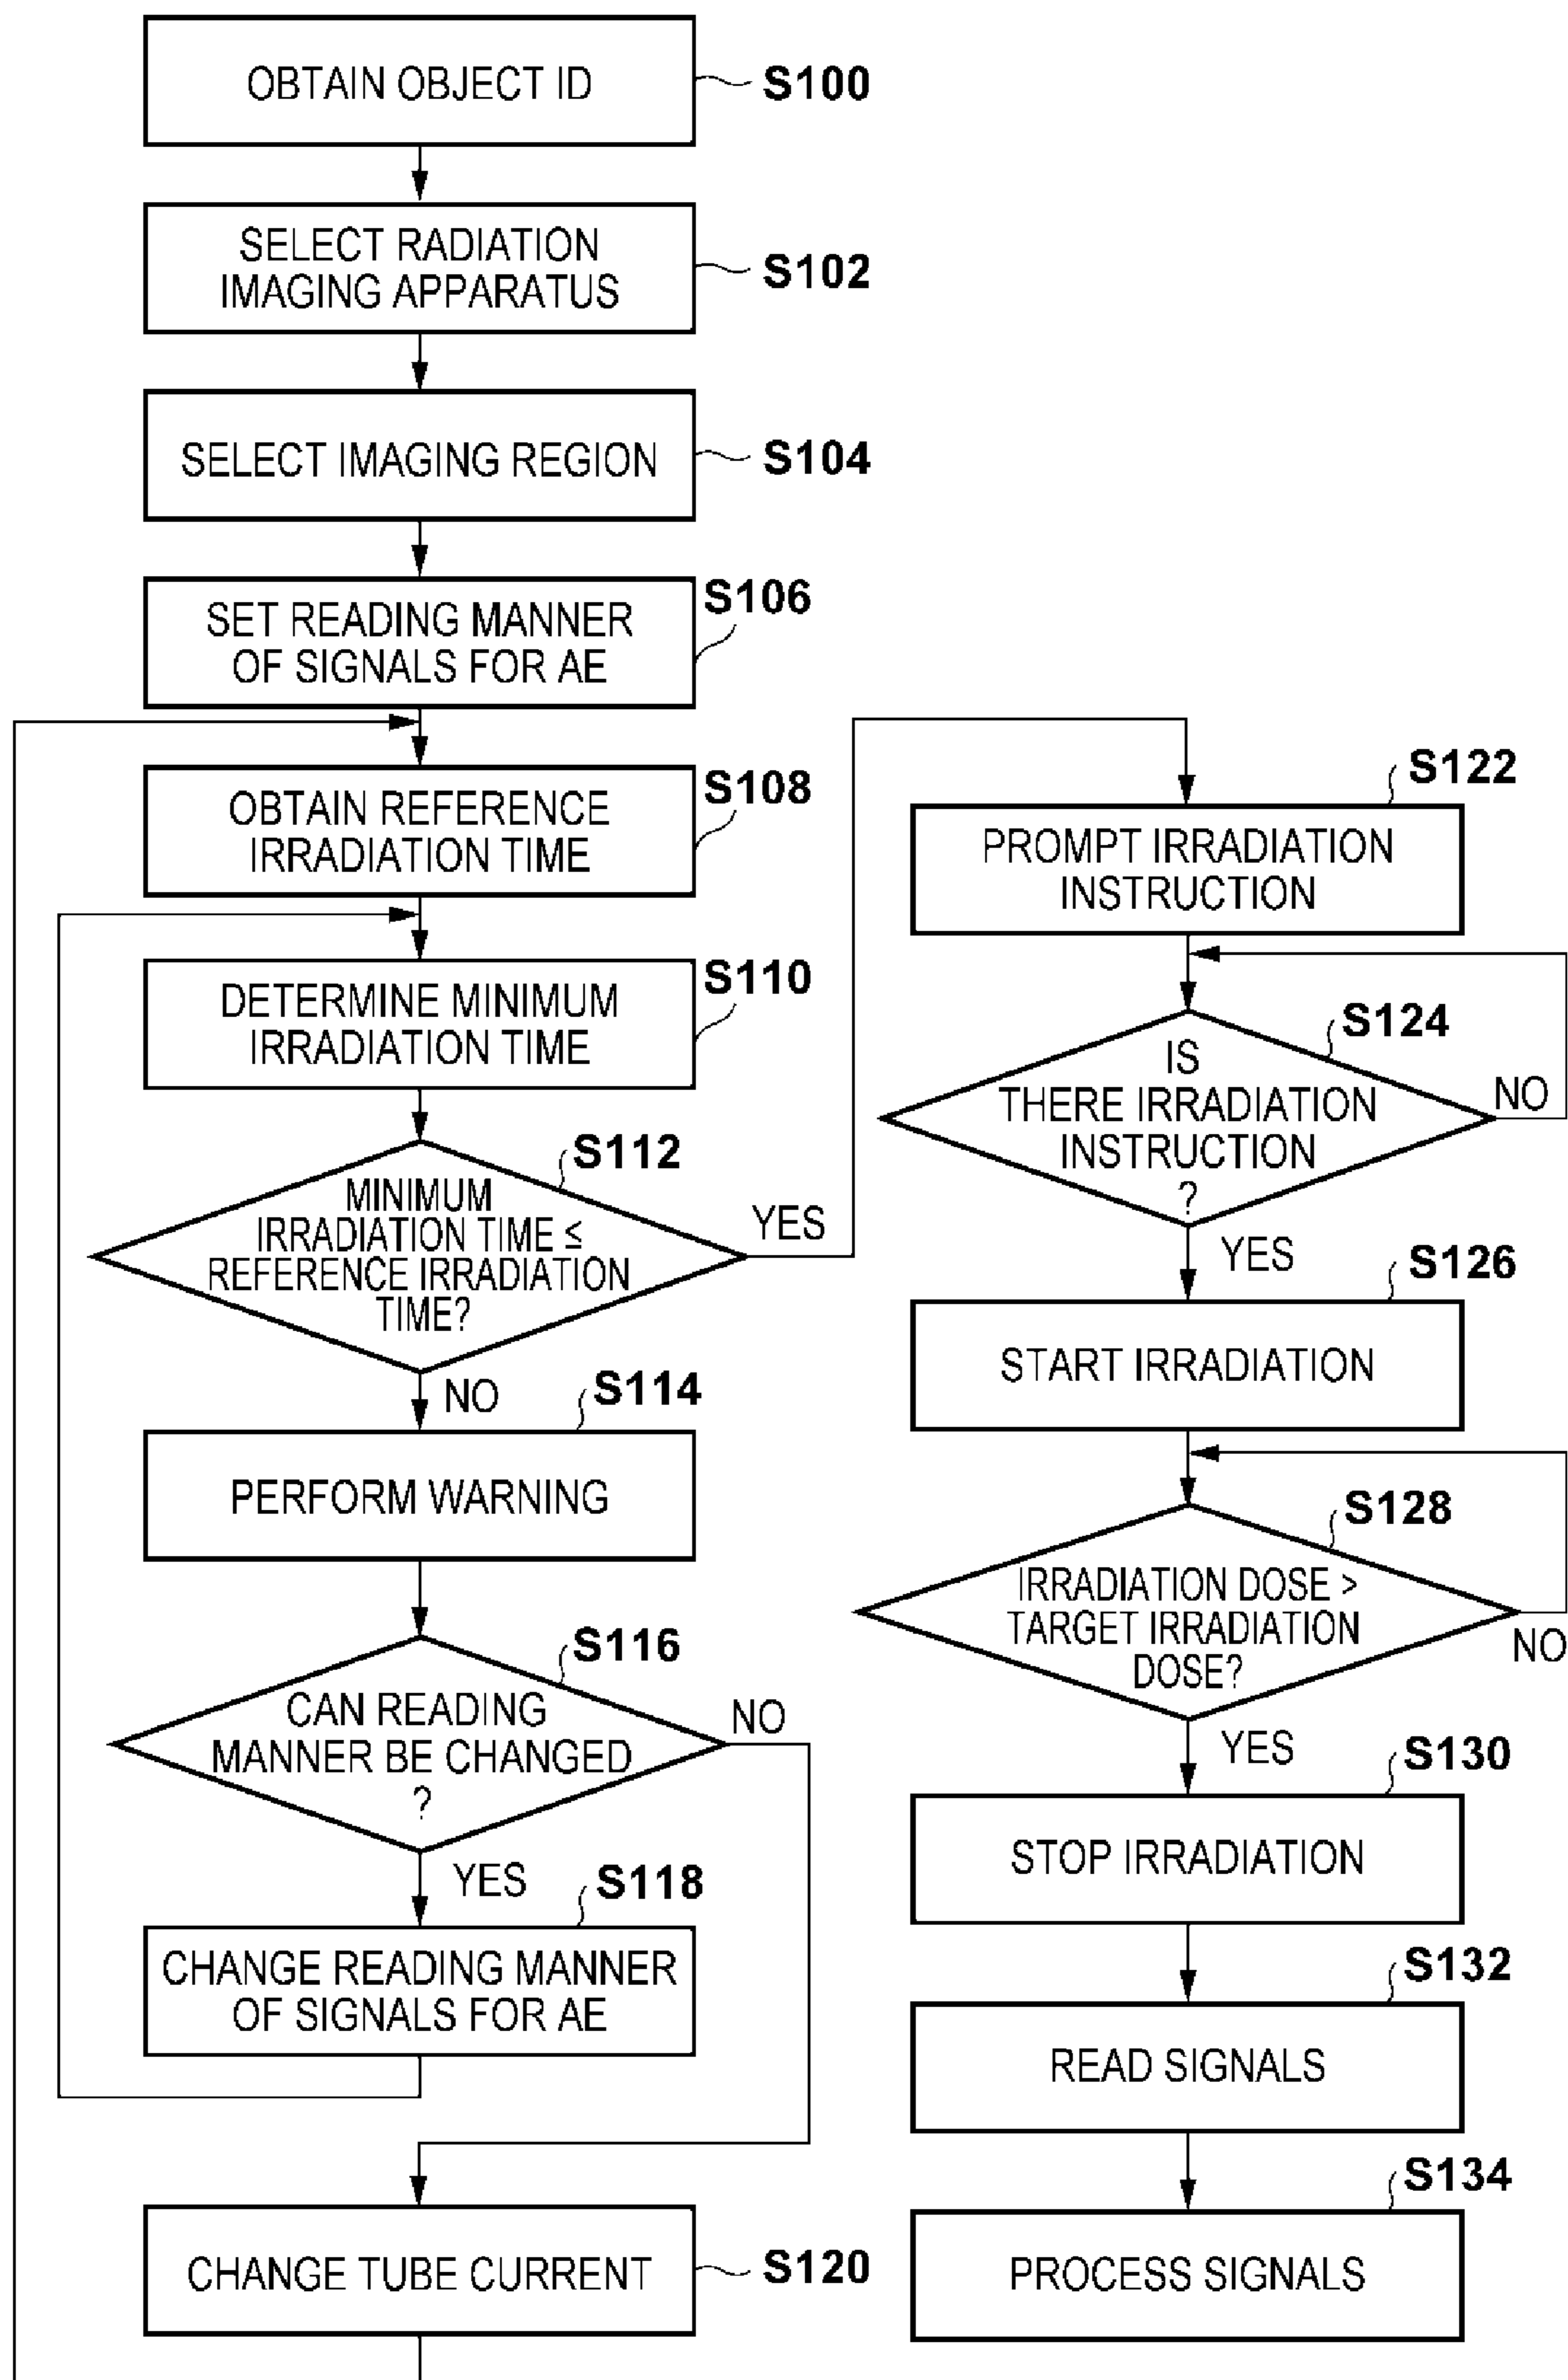 OBTAIN OBJECT ID
S100
SELECT RADIATION
IMAGING APPARATUS
S102
SELECT IMAGING REGION
S104
SET READING MANNER
OF SIGNALS FOR AE
S106
OBTAIN REFERENCE
IRRADIATION TIME
S108
DETERMINE MINIMUM
IRRADIATION TIME
S110
MINIMUM
IRRADIATION TIME ≤
REFERENCE IRRADIATION
TIME?
S112
YES
NO
PERFORM WARNING
S114
CAN READING
MANNER BE CHANGED
?
S116
NO
YES
CHANGE READING MANNER
OF SIGNALS FOR AE
S118
CHANGE TUBE CURRENT
S120
PROMPT IRRADIATION
INSTRUCTION
S122
IS
THERE IRRADIATION
INSTRUCTION
?
S124
NO
YES
START IRRADIATION
S126
IRRADIATION DOSE >
TARGET IRRADIATION
DOSE?
S128
NO
YES
STOP IRRADIATION
S130
READ SIGNALS
S132
PROCESS SIGNALS
S134